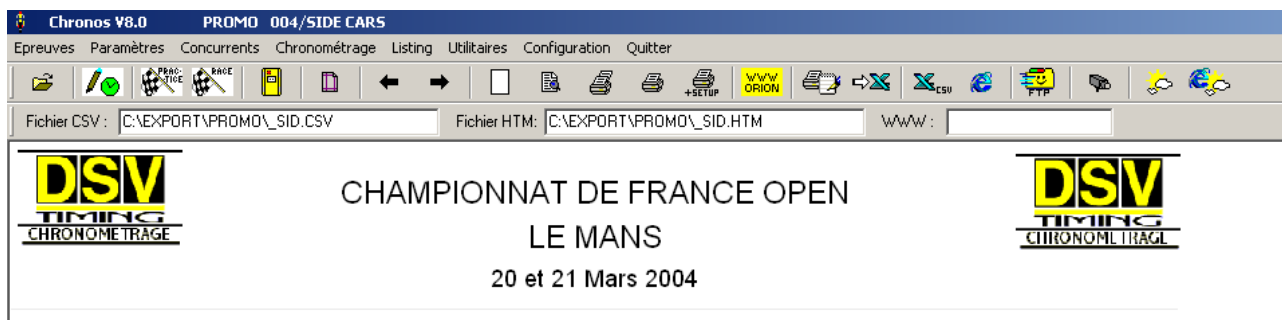 Chronos V8.0 PROMO 004/SIDE CARS
Epreuves Paramètres Concurrents Chronométrage Listing Utilitaires Configuration Quitter
PRAC-TICE RACE +SETUP WWW ORION X CSV FTP
Fichier CSV : C:\EXPORT\PROMO\_SID.CSV Fichier HTM: C:\EXPORT\PROMO\_SID.HTM WWW :
DSV
TIMING
CHRONOMETRAGE
CHAMPIONNAT DE FRANCE OPEN
LE MANS
20 et 21 Mars 2004
DSV
TIMING
CHRONOMETRAGE